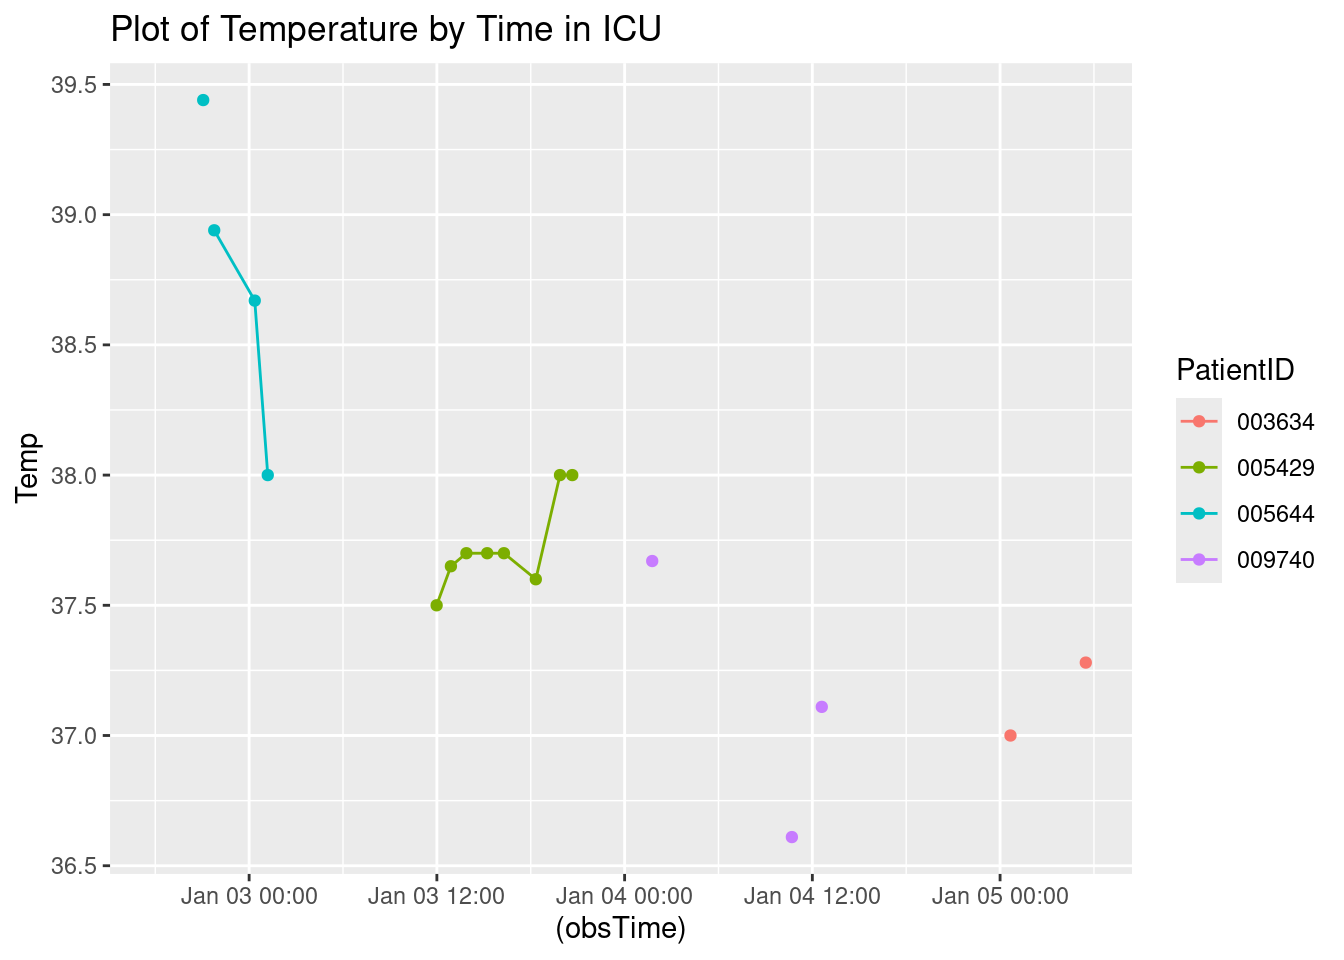 Plot of Temperature by Time in ICU
39.5
39.0
38.5
38.0
37.5
37.0
36.5
Temp
Jan 03 00:00
Jan 03 12:00
Jan 04 00:00
Jan 04 12:00
Jan 05 00:00
(obsTime)
PatientID
003634
005429
005644
009740